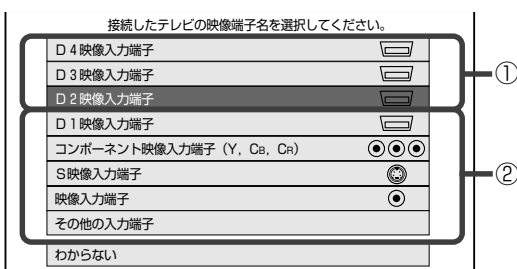 接続したテレビの映像端子名を選択してください。
D4映像入力端子
D3映像入力端子
①
D2映像入力端子
D1映像入力端子
コンポーネント映像入力端子（Y，CB，CR）
S映像入力端子
②
映像入力端子
その他の入力端子
わからない